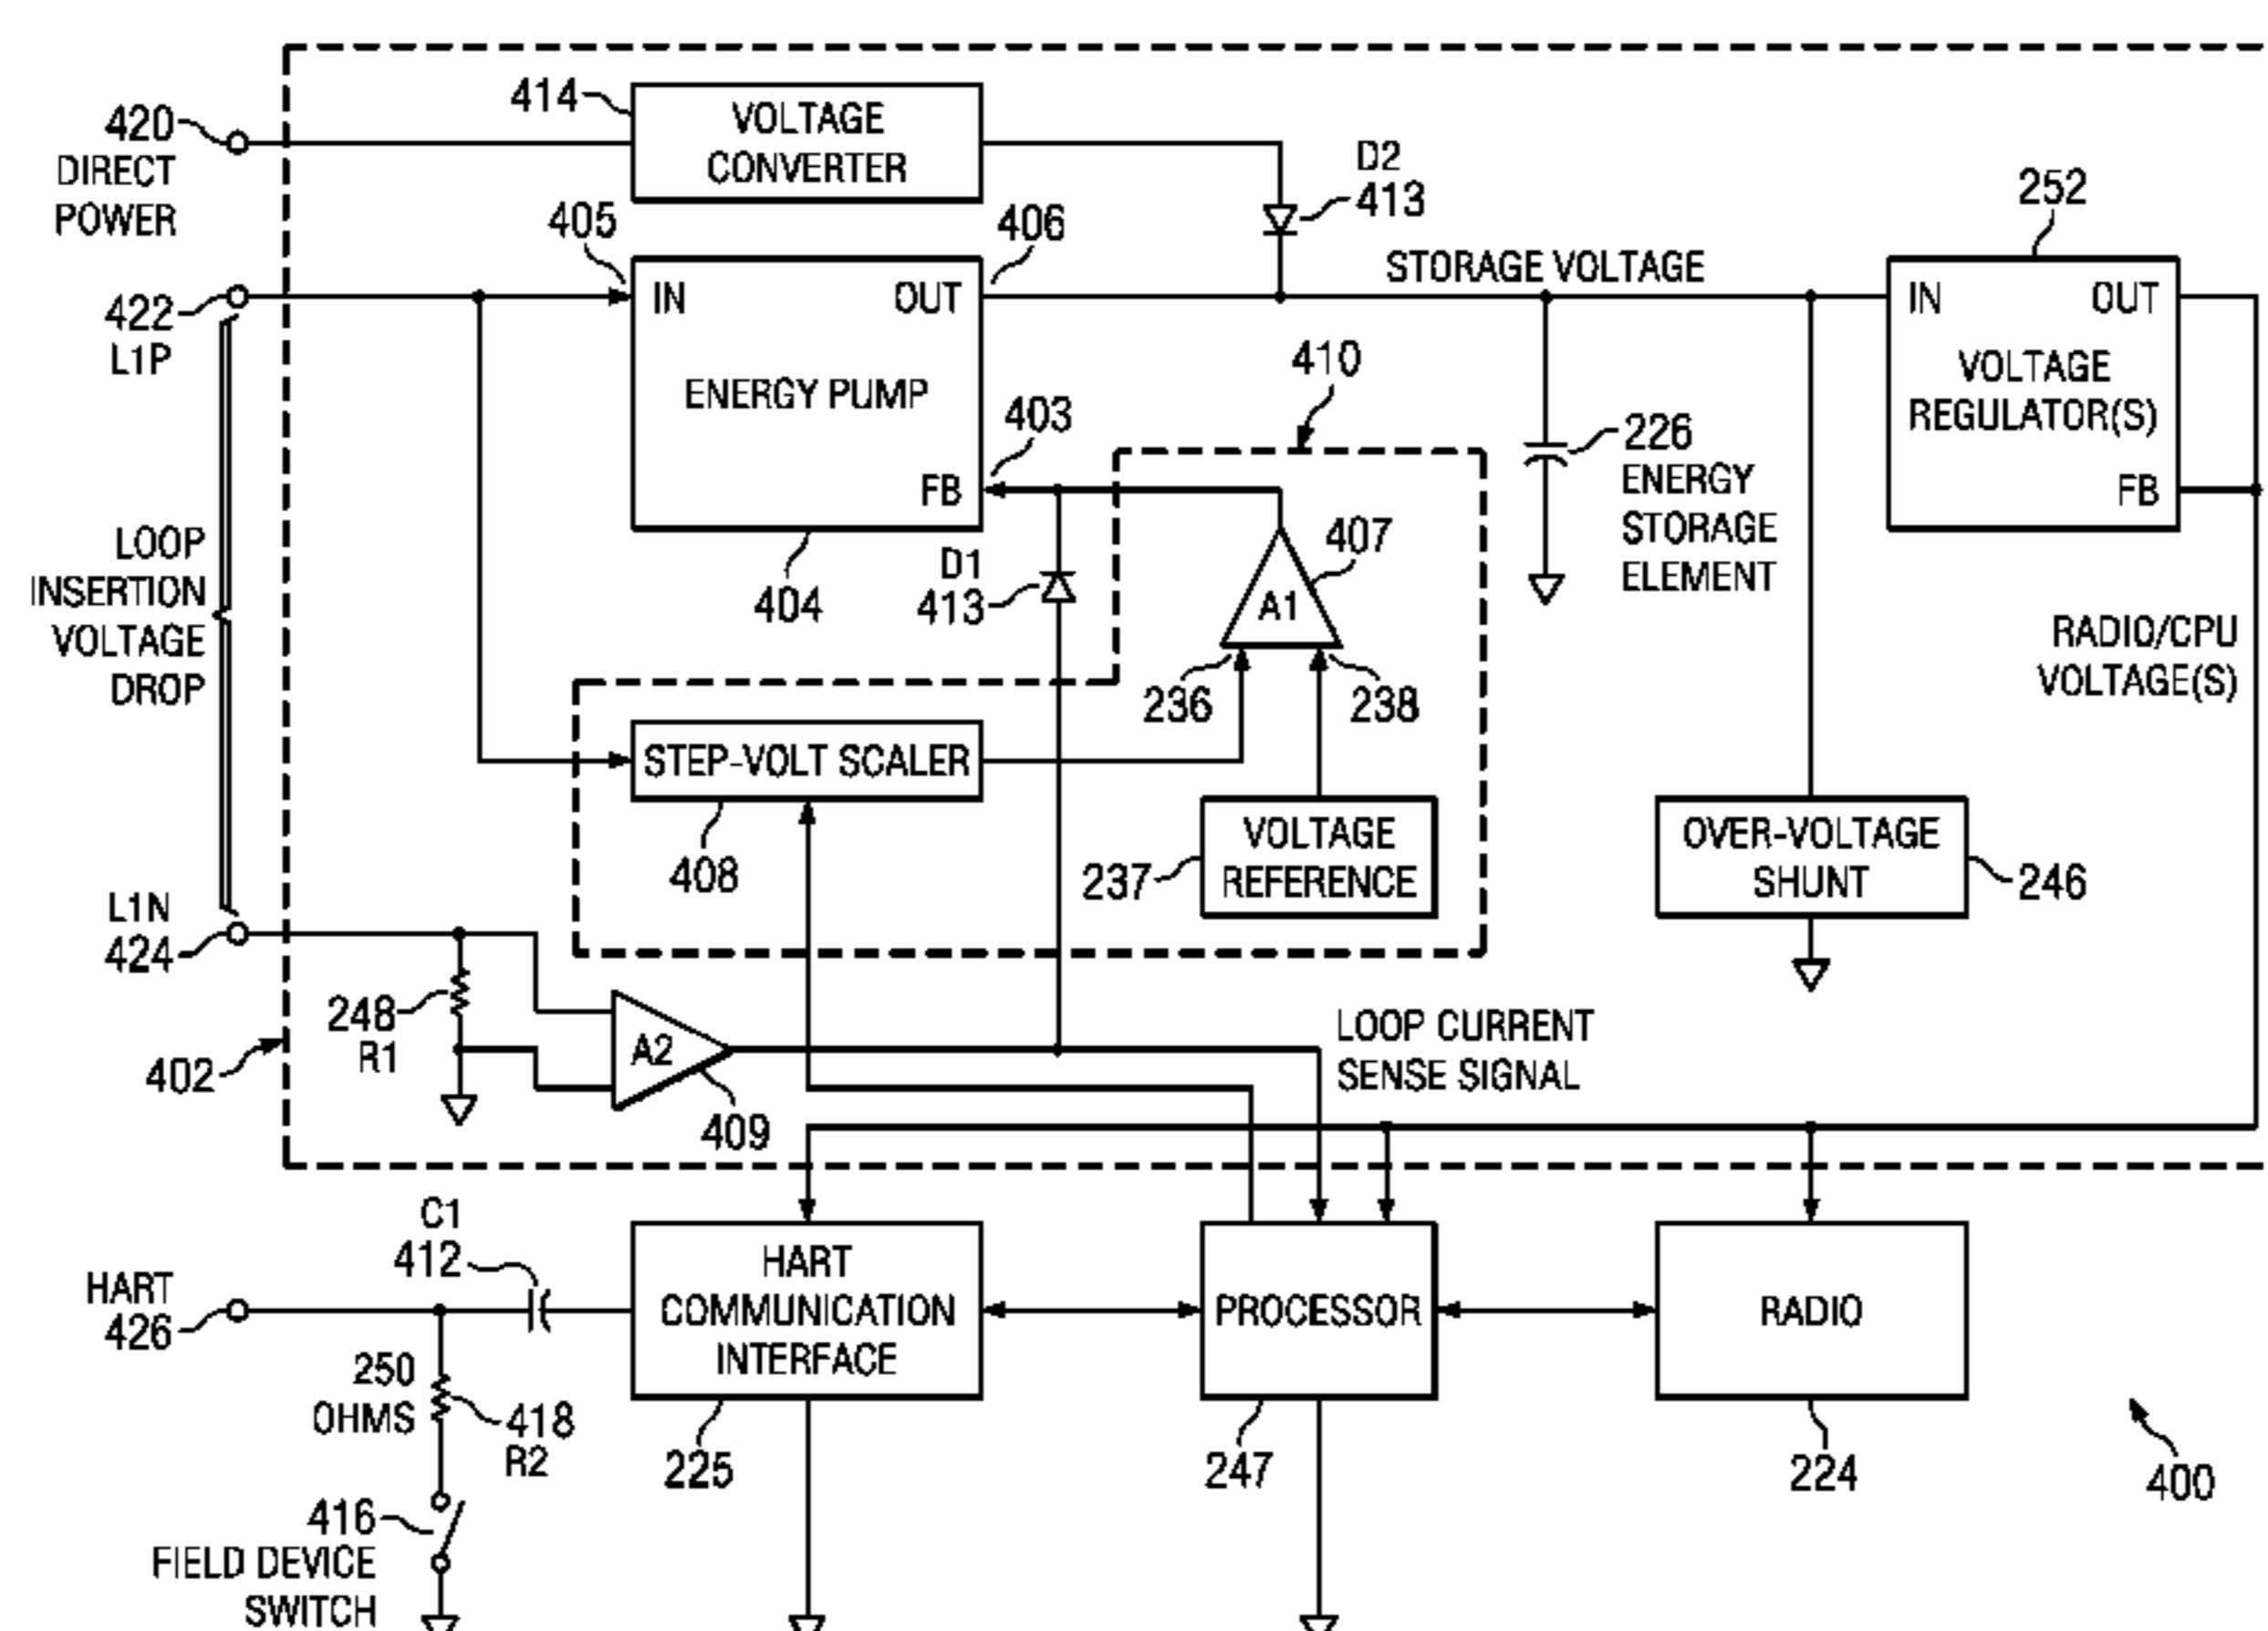 420
DIRECT
POWER
414
VOLTAGE
CONVERTER
D2
413
405
406
422
L1P
IN
OUT
ENERGY PUMP
FB
403
404
STORAGE VOLTAGE
252
IN
OUT
VOLTAGE
REGULATOR(S)
FB
410
226
ENERGY
STORAGE
ELEMENT
LOOP
INSERTION
VOLTAGE
DROP
D1
413
A1
407
236
238
RADIO/CPU
VOLTAGE(S)
STEP-VOLT SCALER
408
237
VOLTAGE
REFERENCE
OVER-VOLTAGE
SHUNT
246
L1N
424
248
R1
402
A2
409
LOOP CURRENT
SENSE SIGNAL
C1
412
HART
426
HART
COMMUNICATION
INTERFACE
225
PROCESSOR
247
RADIO
224
400
250
OHMS
418
R2
416
FIELD DEVICE
SWITCH